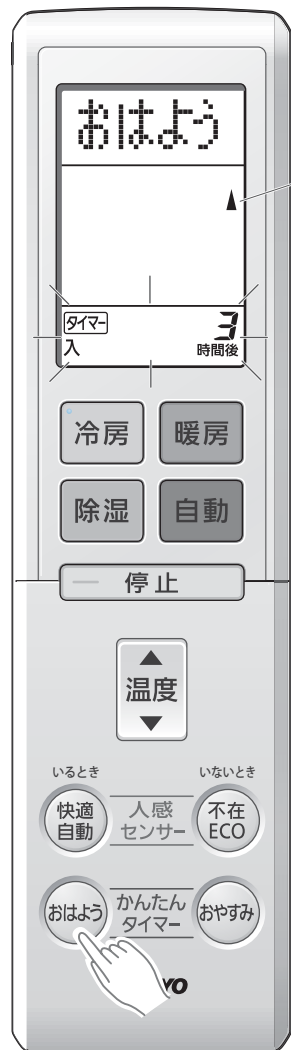 おはよう
タイマー 3
入 時間後
冷房 暖房
除湿 自動
停止
▲
温度
▼
いるとき いないとき
快適 人感 不在
自動 センサー ECO
おはよう かんたん おやすみ
タイマー
YO